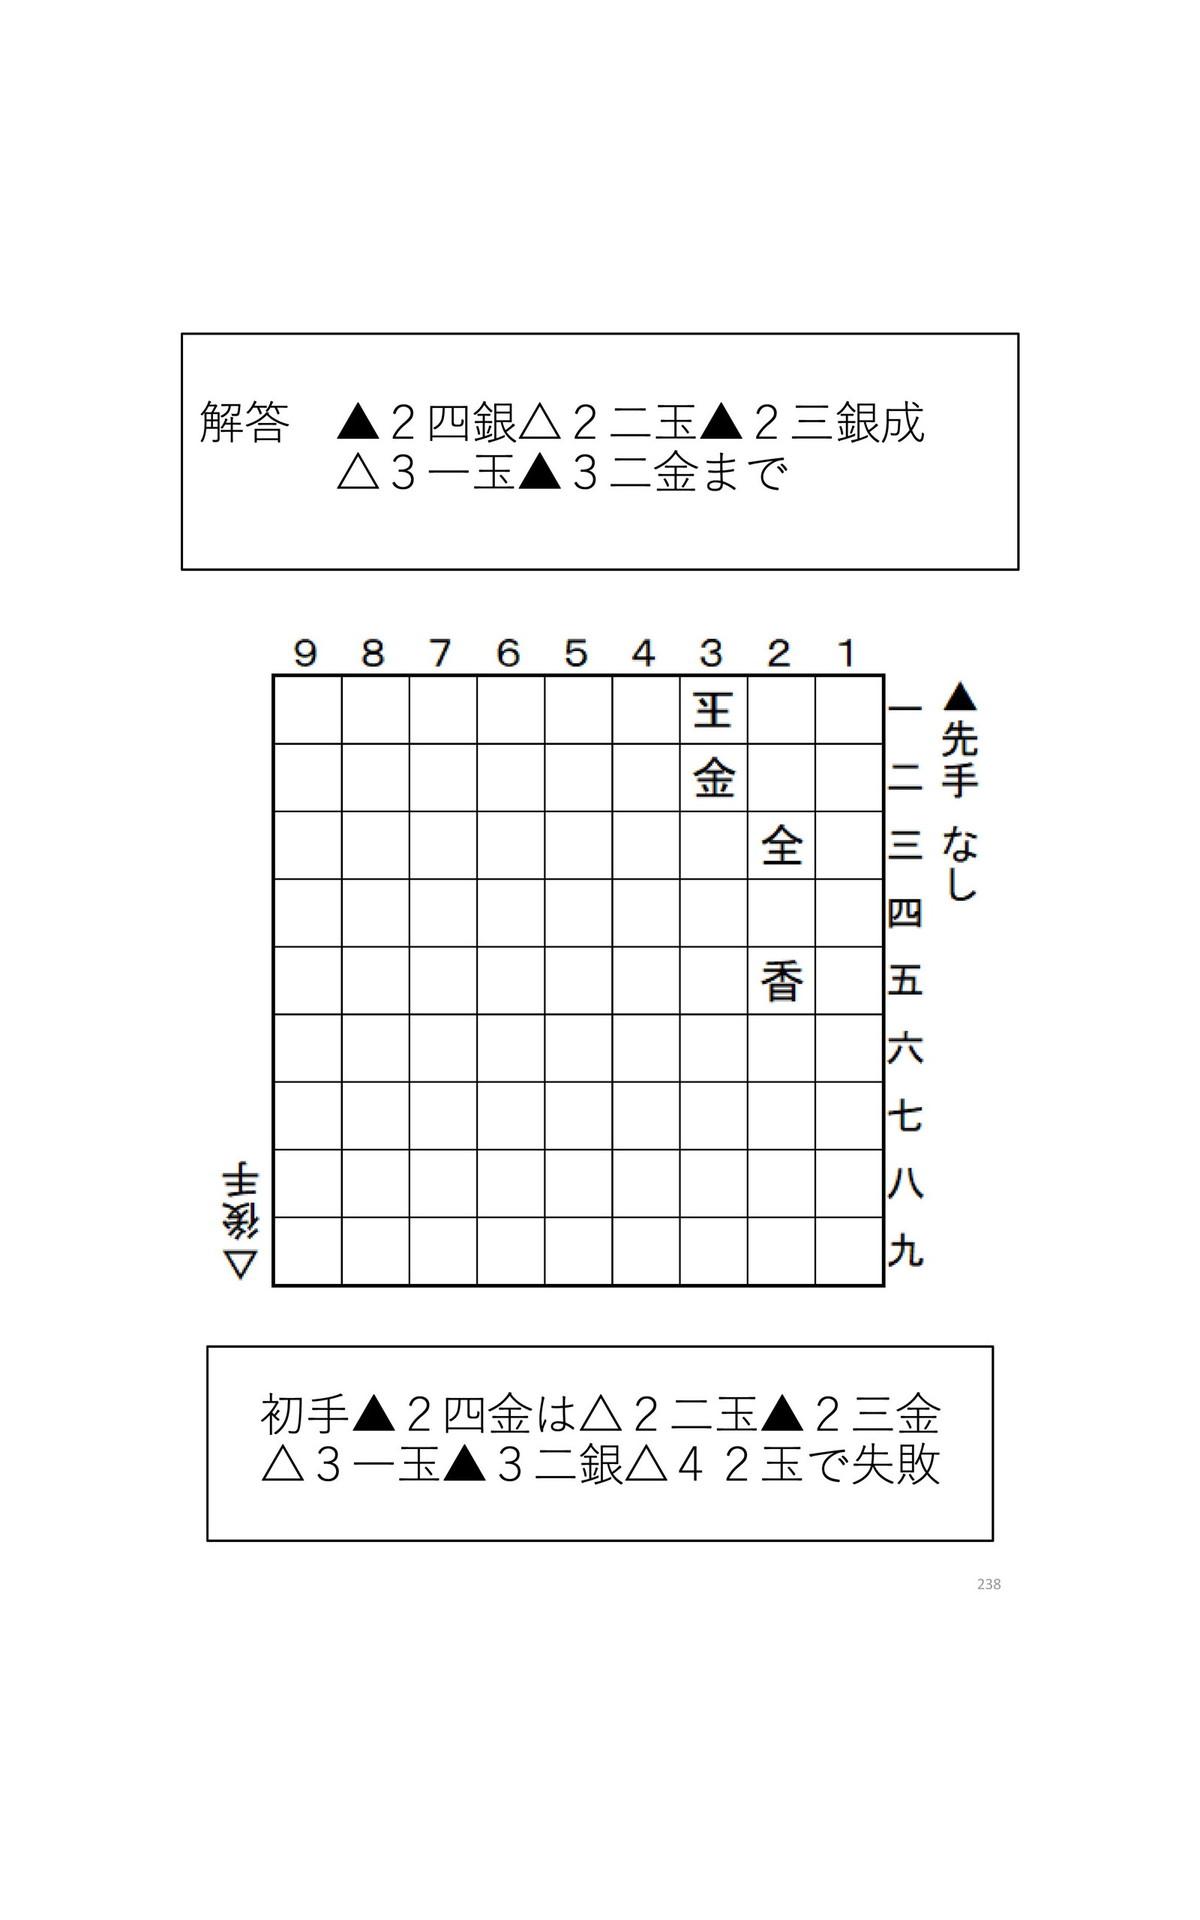 解答　▲２四銀△２二玉▲２三銀成
△３一玉▲３二金まで
9 8 7 6 5 4 3 2 1
王 一
金 二
全 三
四
香 五
六
七
八
九
▲先手 なし
△後手
初手▲２四金は△２二玉▲２三金
△３一玉▲３二銀△４２玉で失敗
238